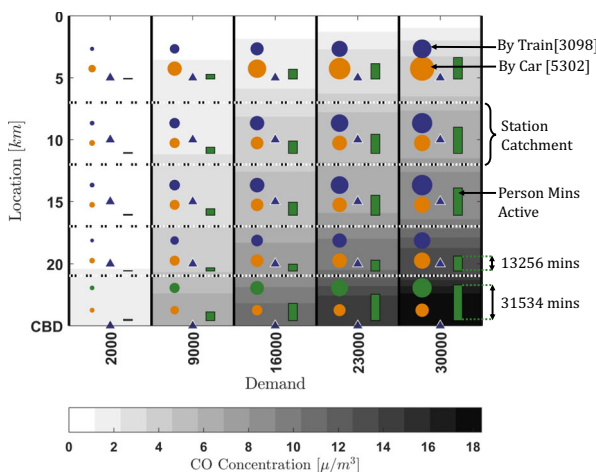 0
5
10
15
20
CBD
Location [km]
2000
9000
16000
23000
30000
Demand
By Train[3098]
By Car [5302]
Station
Catchment
Person Mins
Active
13256 mins
31534 mins
0 2 4 6 8 10 12 14 16 18
CO Concentration [μ/m³]